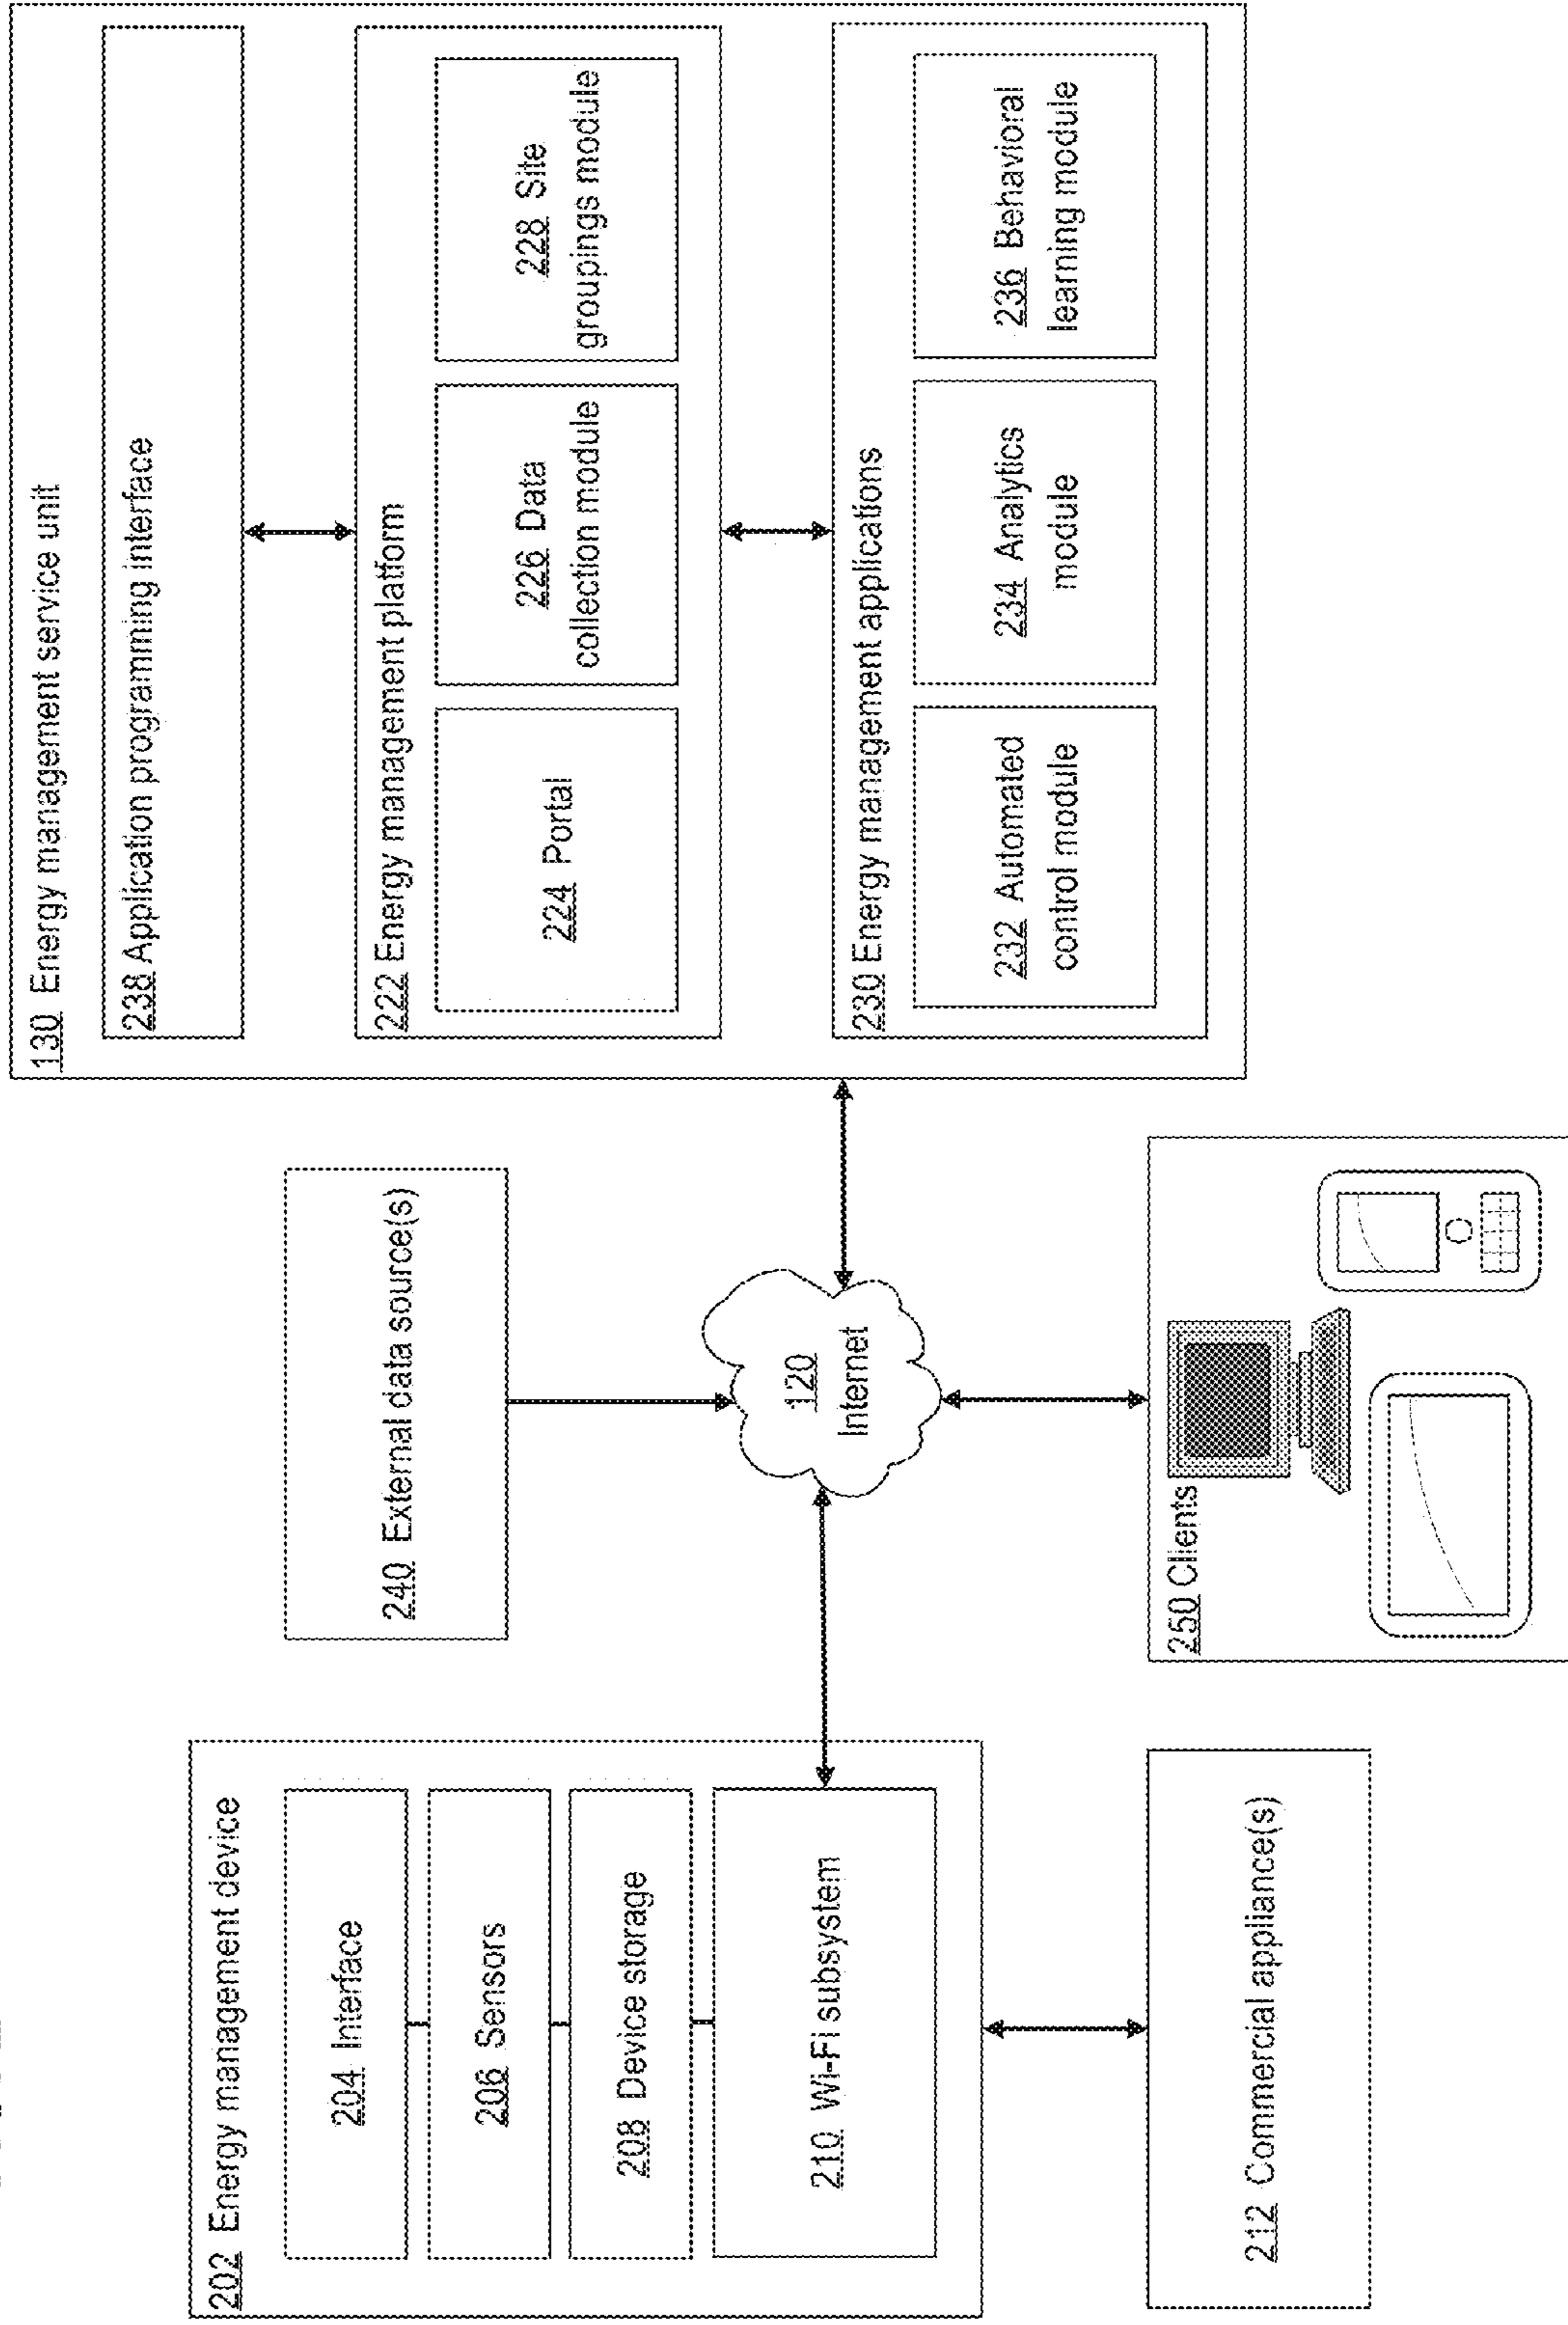 202 Energy management device
204 Interface
206 Sensors
208 Device storage
210 Wi-Fi subsystem
212 Commercial appliance(s)
240 External data source(s)
120
Internet
250 Clients
130 Energy management service unit
238 Application programming interface
222 Energy management platform
224 Portal
226 Data
collection module
228 Site
groupings module
230 Energy management applications
232 Automated
control module
234 Analytics
module
236 Behavioral
learning module